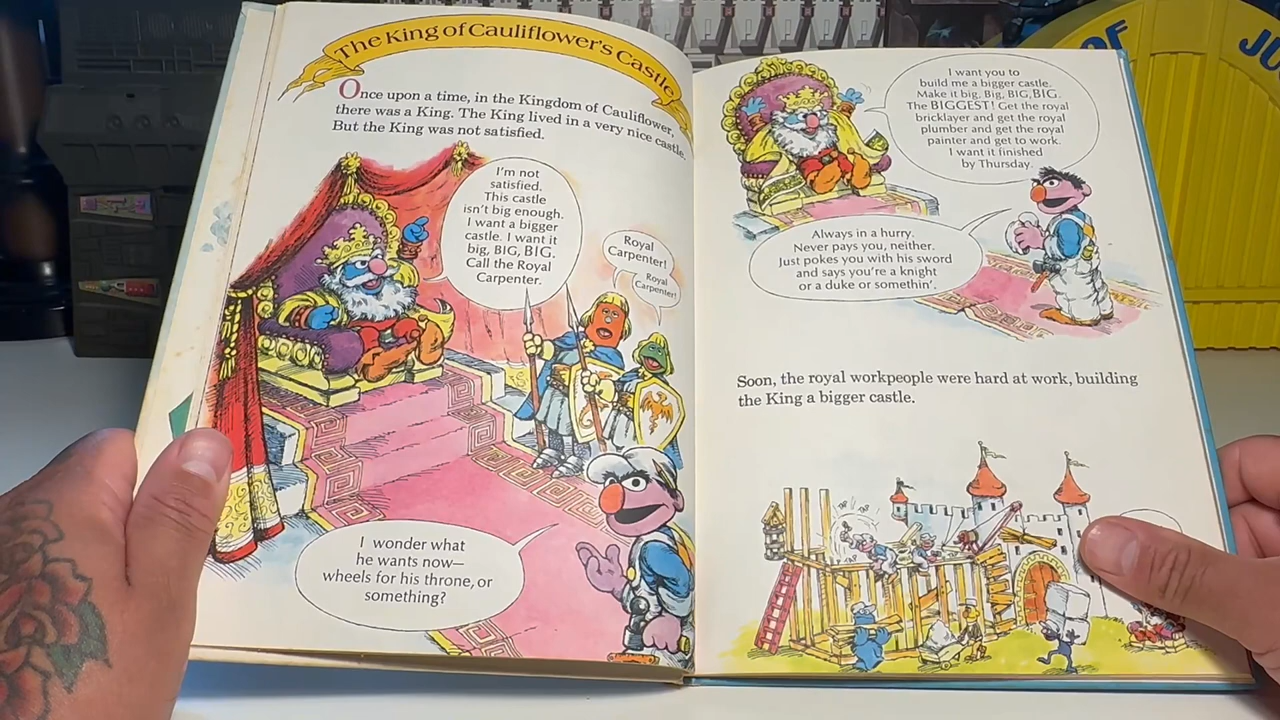 The King of Cauliflower's Castle
Once upon a time, in the Kingdom of Cauliflower,
there was a King. The King lived in a very nice castle.
But the King was not satisfied.
I'm not
satisfied.
This castle
isn't big enough.
I want a bigger
castle. I want it
big, BIG, BIG.
Call the Royal
Carpenter.
Royal
Carpenter!
Royal
Carpenter!
I wonder what
he wants now—
wheels for his throne, or
something?
I want you to
build me a bigger castle.
Make it big, Big, BIG, BIG.
The BIGGEST! Get the royal
bricklayer and get the royal
plumber and get the royal
painter and get to work.
I want it finished
by Thursday.
Always in a hurry.
Never pays you, neither.
Just pokes you with his sword
and says you're a knight
or a duke or somethin'.
Soon, the royal workpeople were hard at work, building
the King a bigger castle.
OF